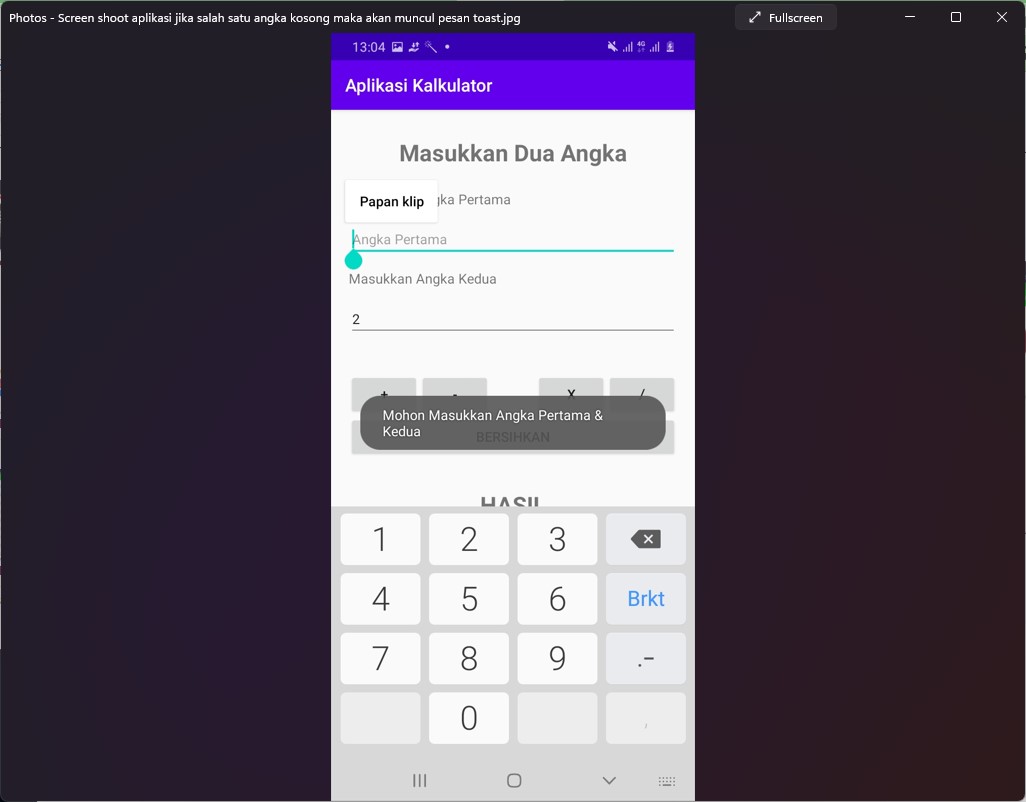 Photos - Screen shoot aplikasi jika salah satu angka kosong maka akan muncul pesan toast.jpg
Fullscreen
13:04
4G
Aplikasi Kalkulator
Masukkan Dua Angka
Papan klip
gka Pertama
Angka Pertama
Masukkan Angka Kedua
2
+ - X /
Mohon Masukkan Angka Pertama &
Kedua
BERSIHKAN
HASIL
1 2 3
4 5 6 Brkt
7 8 9 .-
0 ,